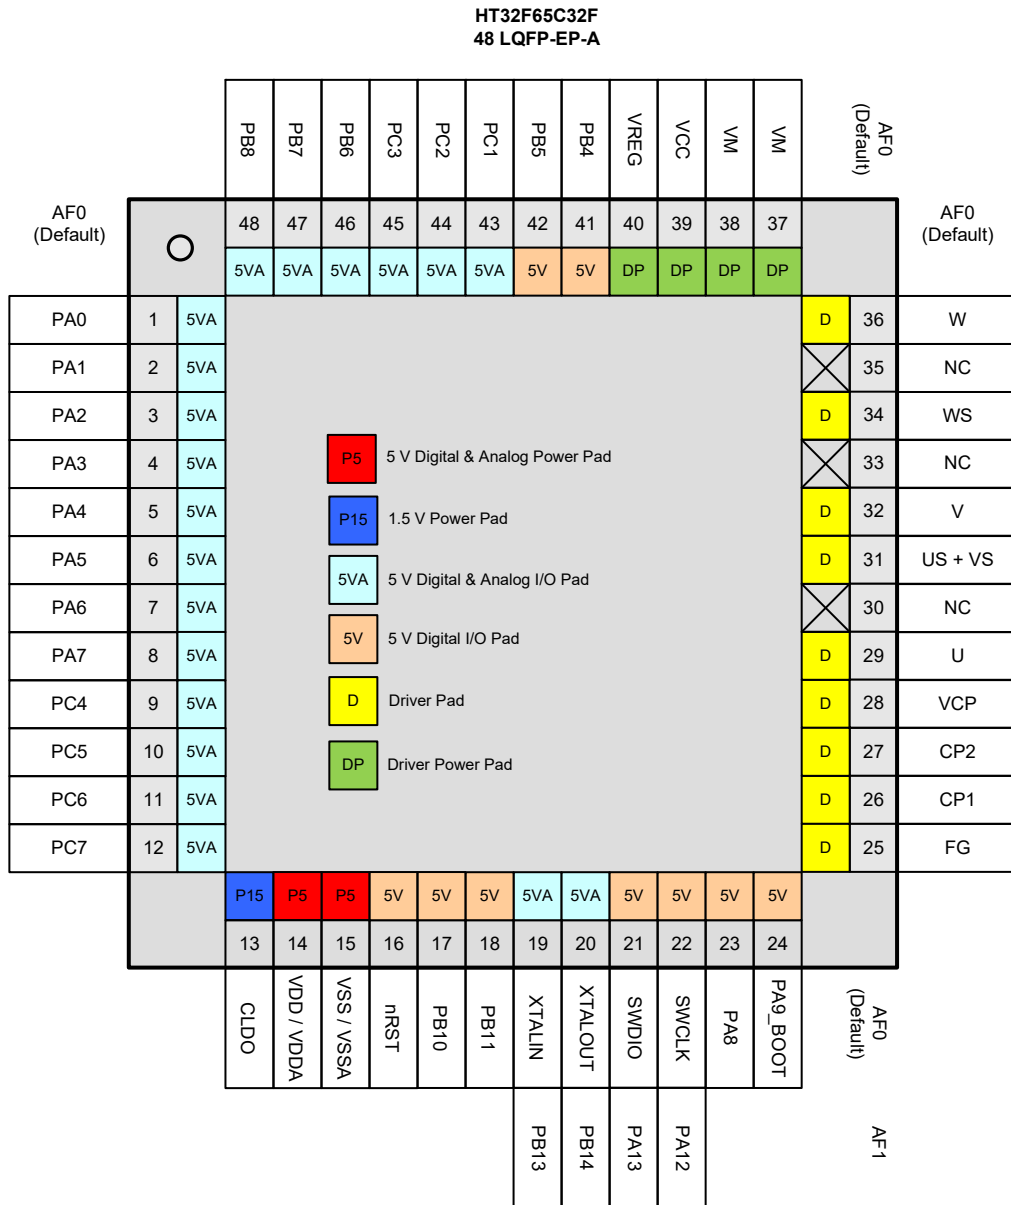 HT32F65C32F
48 LQFP-EP-A
PB8 PB7 PB6 PC3 PC2 PC1 PB5 PB4 VREG VCC VM VM
AF0
(Default)
AF0
(Default)
48 47 46 45 44 43 42 41 40 39 38 37
AF0
(Default)
5VA 5VA 5VA 5VA 5VA 5VA 5V 5V DP DP DP DP
PA0 1 5VA
D 36 W
PA1 2 5VA
35 NC
PA2 3 5VA
D 34 WS
PA3 4 5VA
33 NC
PA4 5 5VA
D 32 V
PA5 6 5VA
D 31 US + VS
PA6 7 5VA
30 NC
PA7 8 5VA
D 29 U
PC4 9 5VA
D 28 VCP
PC5 10 5VA
D 27 CP2
PC6 11 5VA
D 26 CP1
PC7 12 5VA
D 25 FG
P5 5 V Digital & Analog Power Pad
P15 1.5 V Power Pad
5VA 5 V Digital & Analog I/O Pad
5V 5 V Digital I/O Pad
D Driver Pad
DP Driver Power Pad
P15 P5 P5 5V 5V 5V 5VA 5VA 5V 5V 5V 5V
13 14 15 16 17 18 19 20 21 22 23 24
CLDO VDD / VDDA VSS / VSSA nRST PB10 PB11 XTALIN XTALOUT SWDIO SWCLK PA8 PA9_BOOT
AF0
(Default)
PB13 PB14 PA13 PA12
AF1